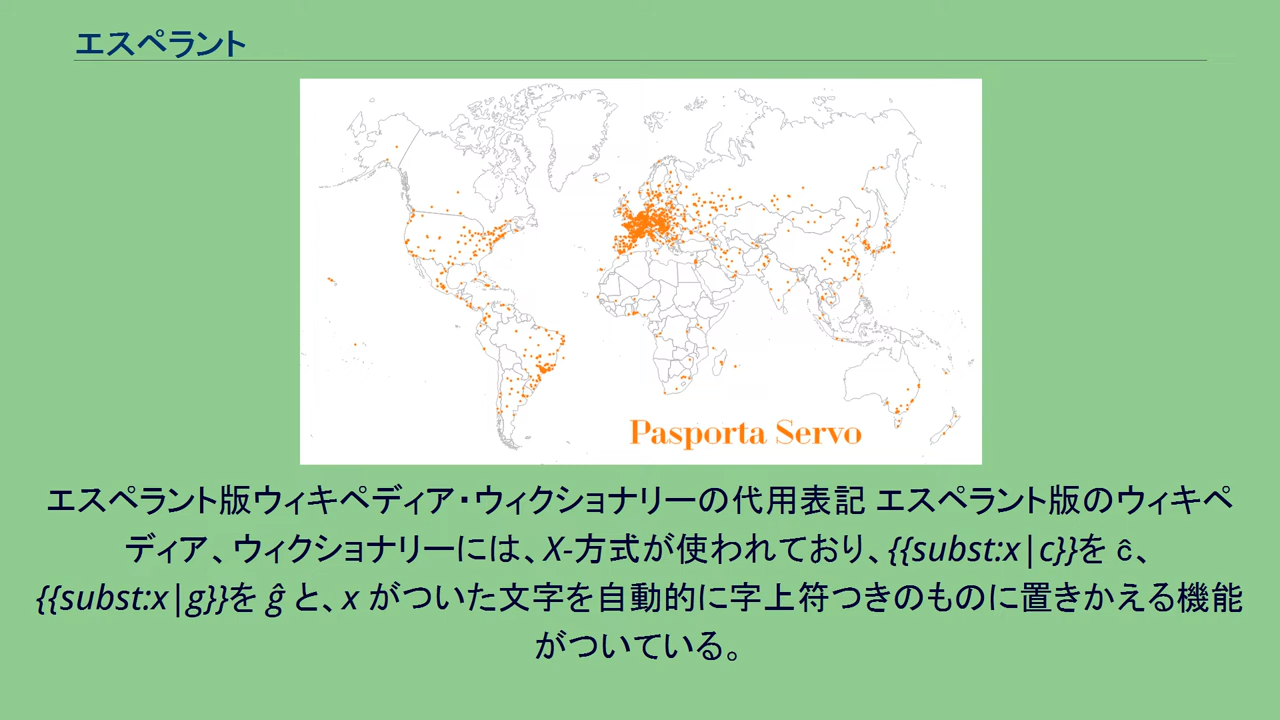 エスペラント
Pasporta Servo
エスペラント版ウィキペディア・ウィクショナリーの代用表記 エスペラント版のウィキペ
ディア、ウィクショナリーには、X-方式が使われており、{{subst:x|c}}を ĉ、
{{subst:x|g}}を ĝ と、x がついた文字を自動的に字上符つきのものに置きかえる機能
がついている。